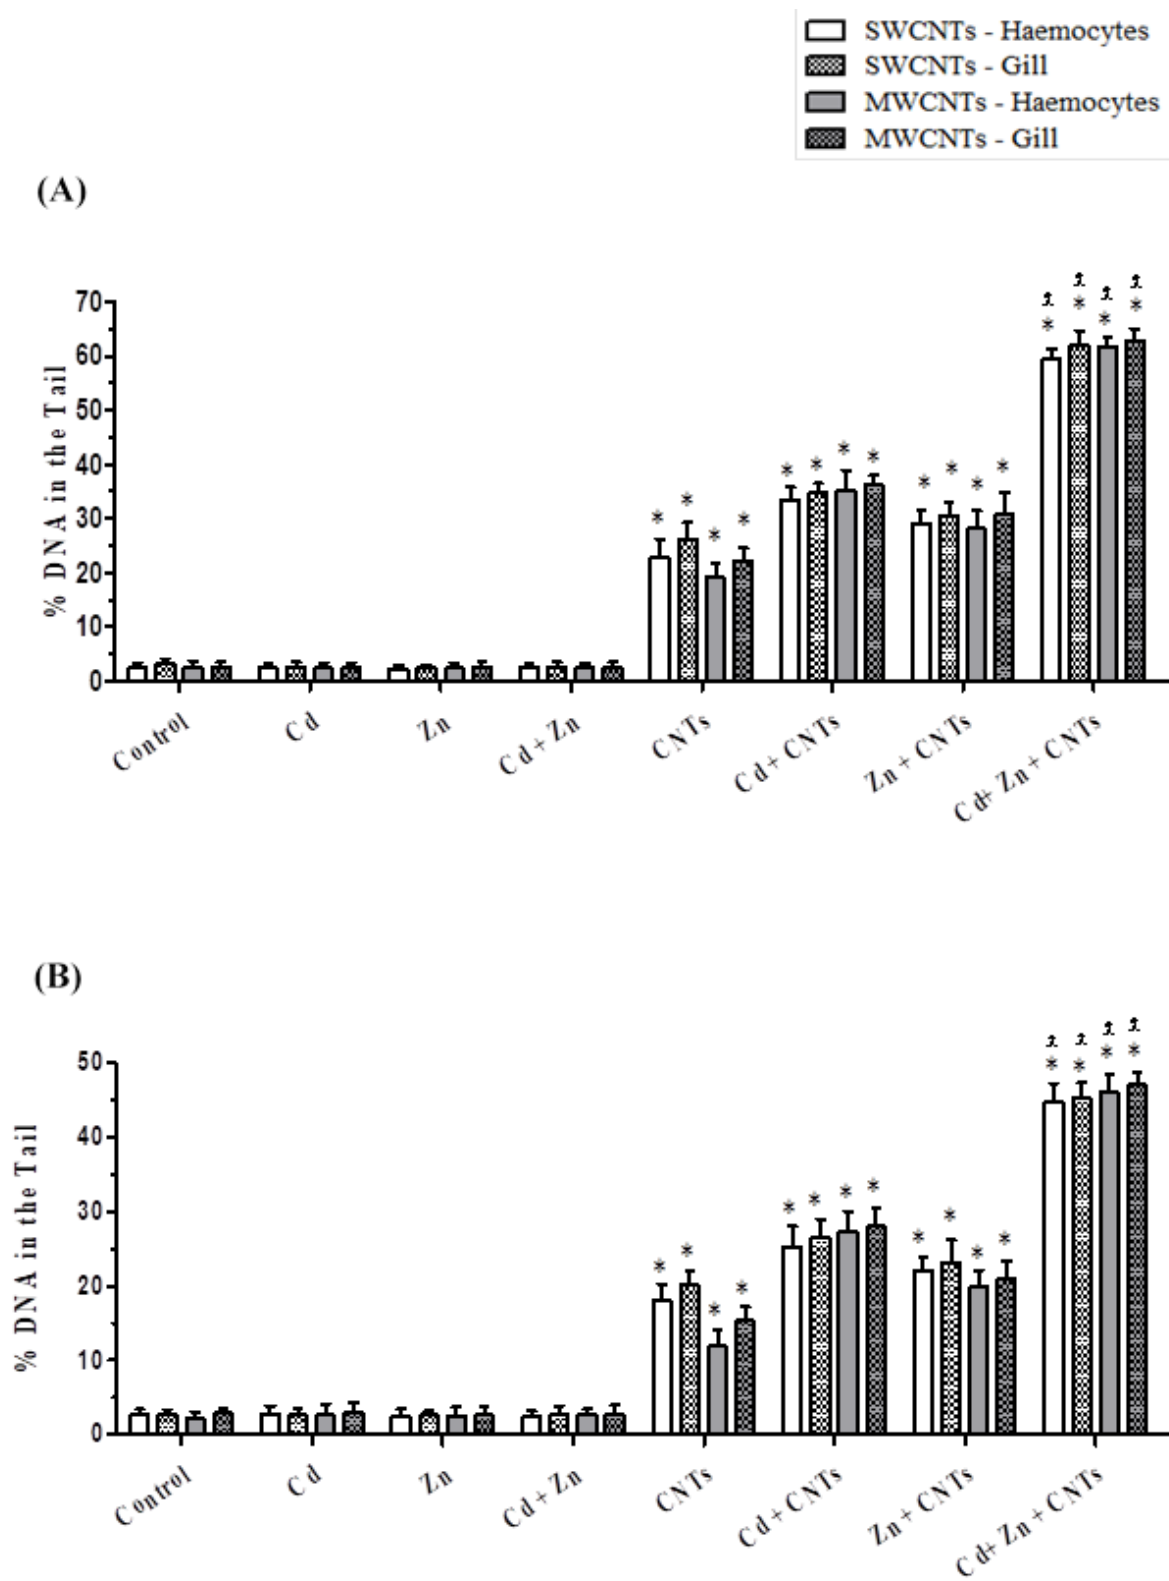 SWCNTs - Haemocytes
SWCNTs - Gill
MWCNTs - Haemocytes
MWCNTs - Gill
(A)
% DNA in the Tail
70
60
50
40
30
20
10
0
* * * *
* * * *
* * * *
* * * *
Control
Cd
Zn
Cd + Zn
CNTs
Cd + CNTs
Zn + CNTs
Cd+ Zn + CNTs
(B)
% DNA in the Tail
50
40
30
20
10
0
* * * *
* * * *
* * * *
* * * *
Control
Cd
Zn
Cd + Zn
CNTs
Cd + CNTs
Zn + CNTs
Cd+ Zn + CNTs